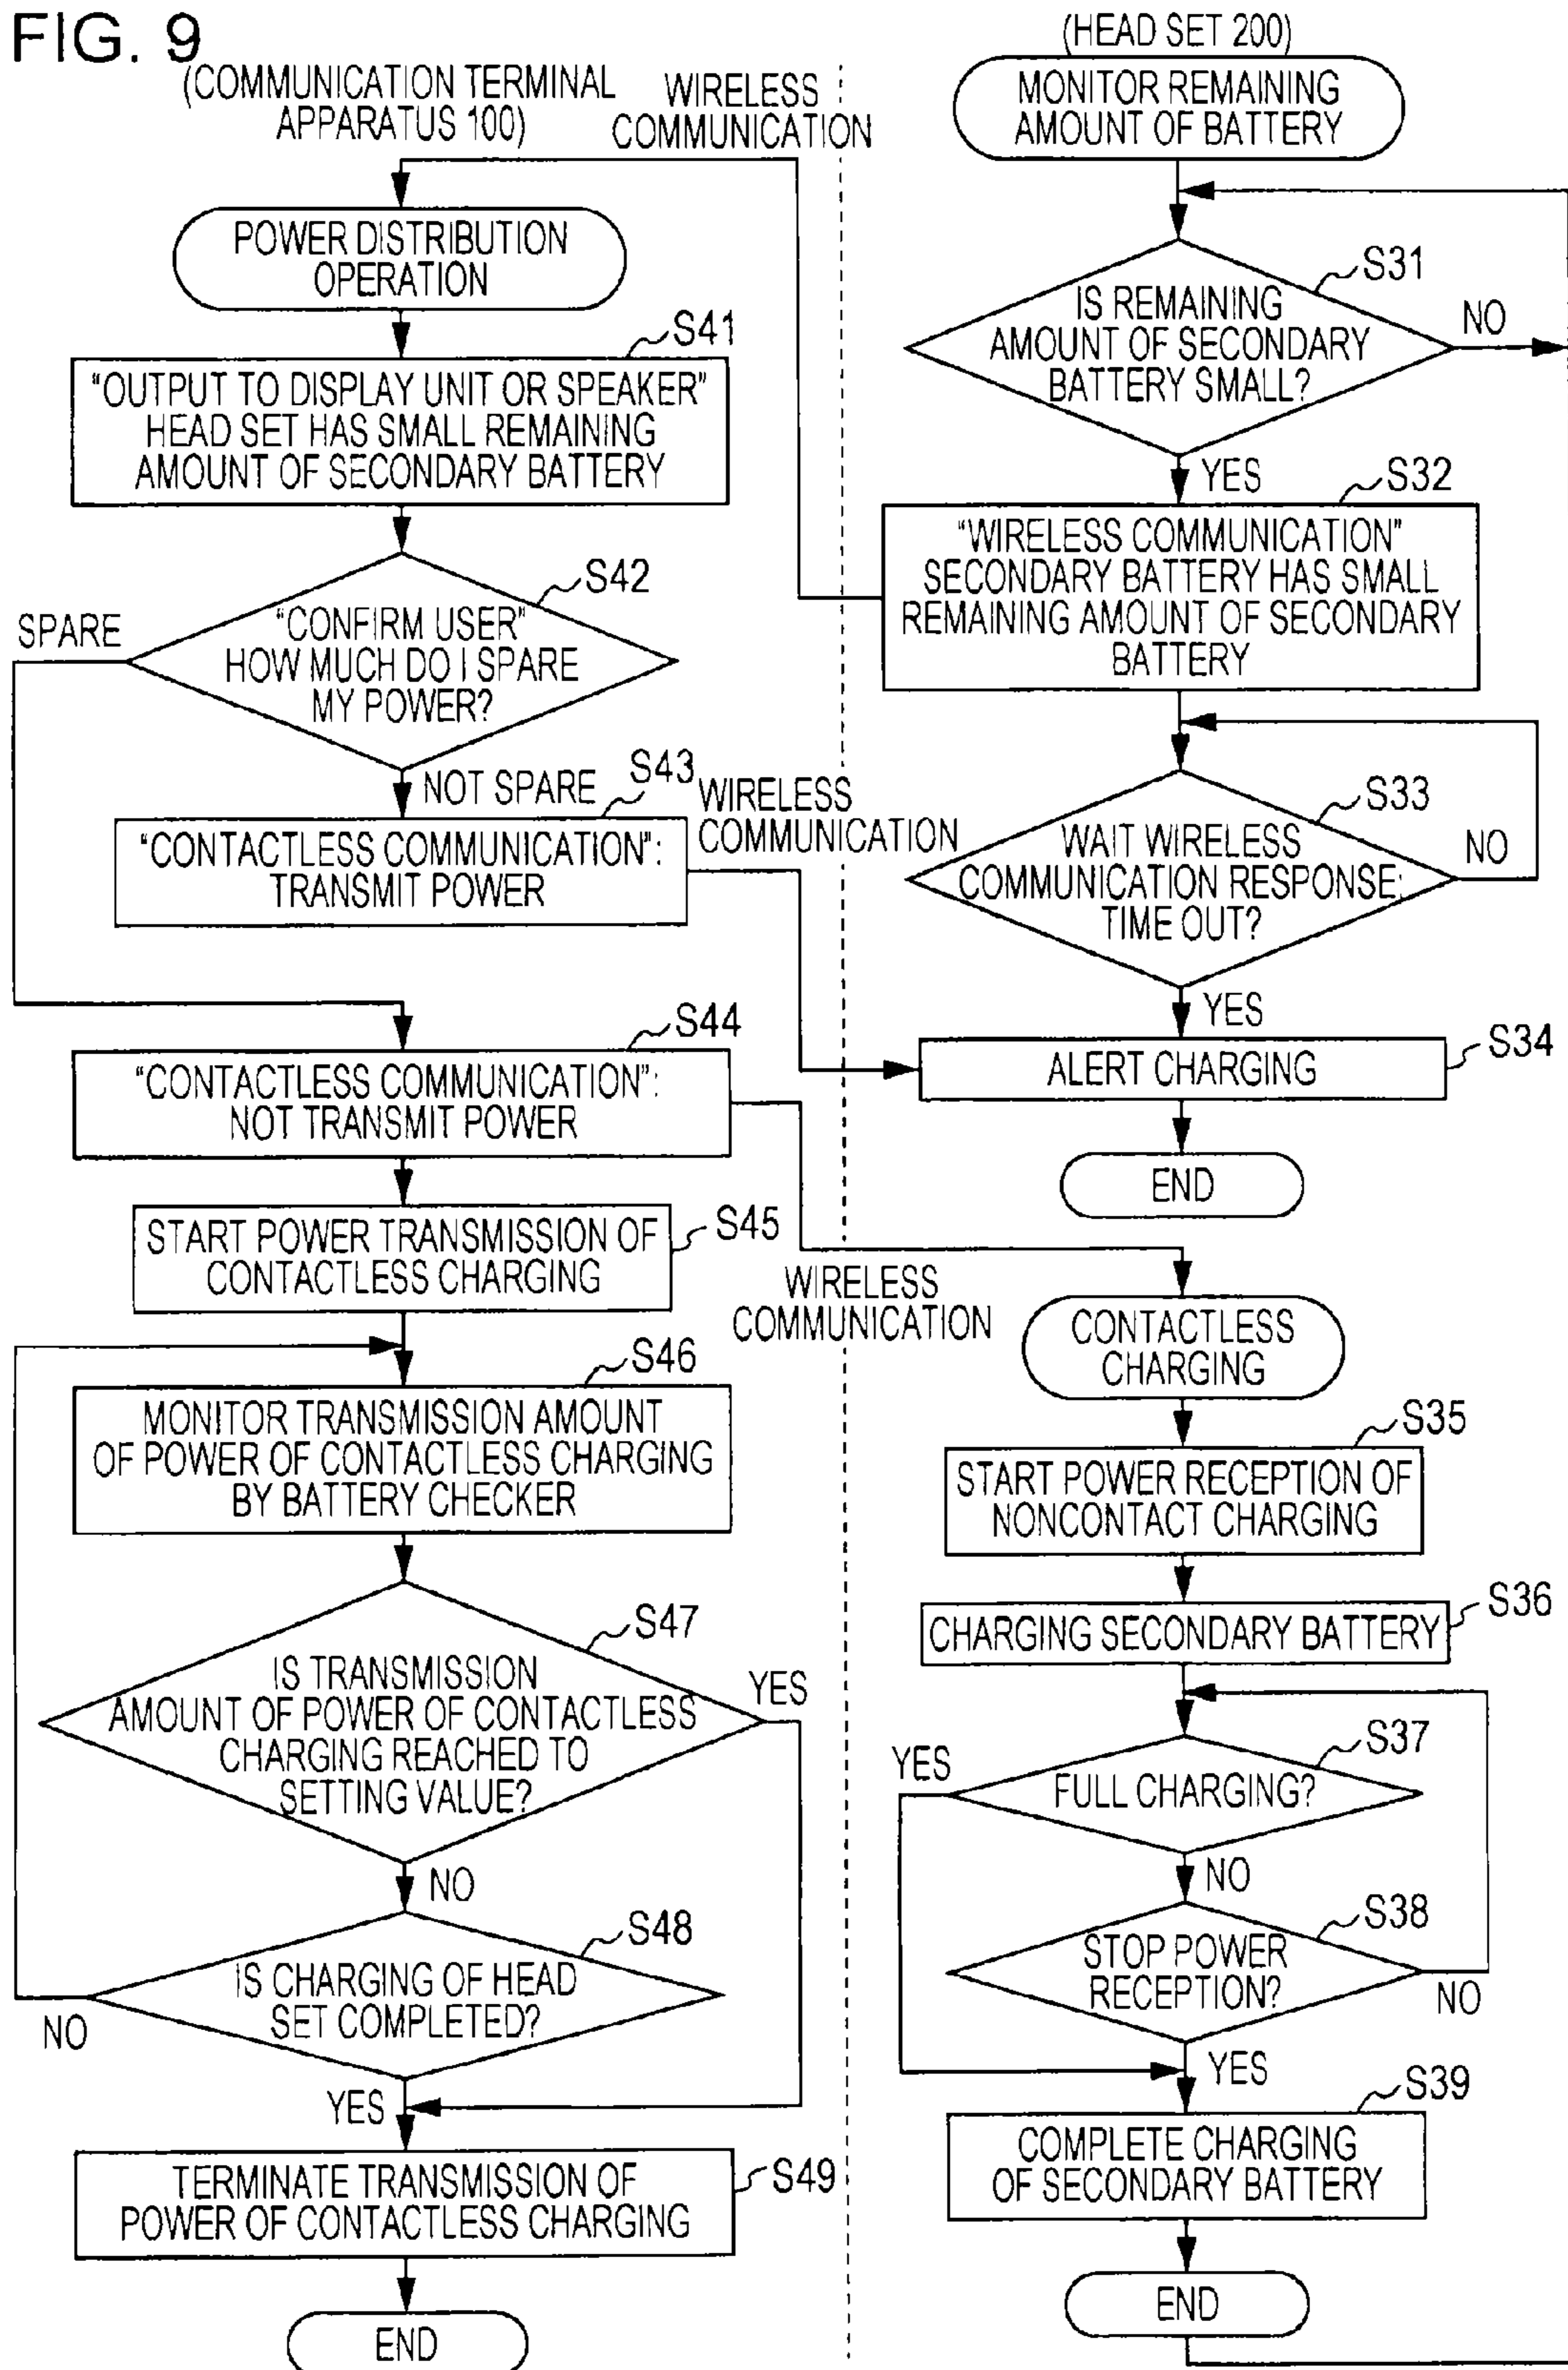 FIG. 9
(COMMUNICATION TERMINAL
APPARATUS 100)
WIRELESS
COMMUNICATION
POWER DISTRIBUTION
OPERATION
S41
“OUTPUT TO DISPLAY UNIT OR SPEAKER”
HEAD SET HAS SMALL REMAINING
AMOUNT OF SECONDARY BATTERY
S42
SPARE
“CONFIRM USER”
HOW MUCH DO I SPARE
MY POWER?
NOT SPARE
S43
WIRELESS
COMMUNICATION
“CONTACTLESS COMMUNICATION”:
TRANSMIT POWER
S44
“CONTACTLESS COMMUNICATION”:
NOT TRANSMIT POWER
START POWER TRANSMISSION OF
CONTACTLESS CHARGING
S45
WIRELESS
COMMUNICATION
S46
MONITOR TRANSMISSION AMOUNT
OF POWER OF CONTACTLESS CHARGING
BY BATTERY CHECKER
S47
IS TRANSMISSION
AMOUNT OF POWER OF CONTACTLESS
CHARGING REACHED TO
SETTING VALUE?
YES
NO
S48
IS CHARGING OF HEAD
SET COMPLETED?
NO
YES
TERMINATE TRANSMISSION OF
POWER OF CONTACTLESS CHARGING
S49
END
(HEAD SET 200)
MONITOR REMAINING
AMOUNT OF BATTERY
S31
IS REMAINING
AMOUNT OF SECONDARY
BATTERY SMALL?
NO
YES
S32
“WIRELESS COMMUNICATION”
SECONDARY BATTERY HAS SMALL
REMAINING AMOUNT OF SECONDARY
BATTERY
S33
WAIT WIRELESS
COMMUNICATION RESPONSE:
TIME OUT?
NO
YES
ALERT CHARGING
S34
END
CONTACTLESS
CHARGING
S35
START POWER RECEPTION OF
NONCONTACT CHARGING
CHARGING SECONDARY BATTERY
S36
S37
YES
FULL CHARGING?
NO
S38
STOP POWER
RECEPTION?
NO
YES
S39
COMPLETE CHARGING
OF SECONDARY BATTERY
END